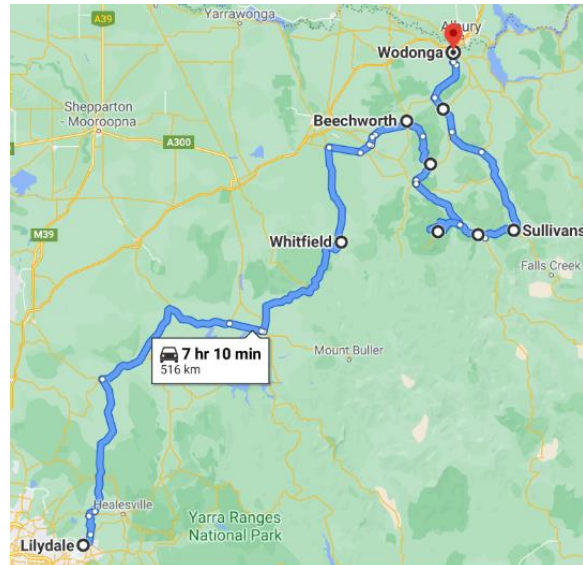 A39
Yarrawonga
Albury
Wodonga
Shepparton
- Mooroopna
Beechworth
A300
M39
Whitfield
Sullivans
Falls Creek
7 hr 10 min
516 km
Mount Buller
Healesville
Yarra Ranges
National Park
Lilydale